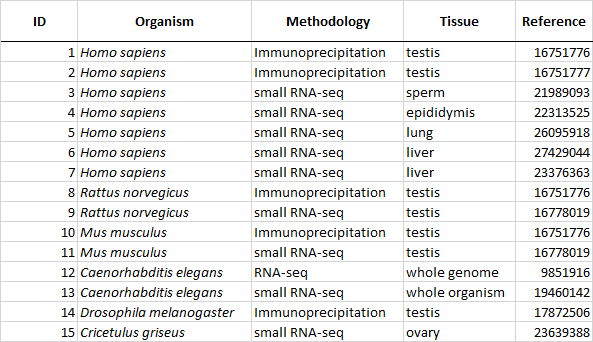 ID Organism Methodology Tissue Reference
1 Homo sapiens Immunoprecipitation testis 16751776
2 Homo sapiens Immunoprecipitation testis 16751777
3 Homo sapiens small RNA-seq sperm 21989093
4 Homo sapiens small RNA-seq epididymis 22313525
5 Homo sapiens small RNA-seq lung 26095918
6 Homo sapiens small RNA-seq liver 27429044
7 Homo sapiens small RNA-seq liver 23376363
8 Rattus norvegicus Immunoprecipitation testis 16751776
9 Rattus norvegicus small RNA-seq testis 16778019
10 Mus musculus Immunoprecipitation testis 16751776
11 Mus musculus small RNA-seq testis 16778019
12 Caenorhabditis elegans RNA-seq whole genome 9851916
13 Caenorhabditis elegans small RNA-seq whole organism 19460142
14 Drosophila melanogaster Immunoprecipitation testis 17872506
15 Cricetulus griseus small RNA-seq ovary 23639388